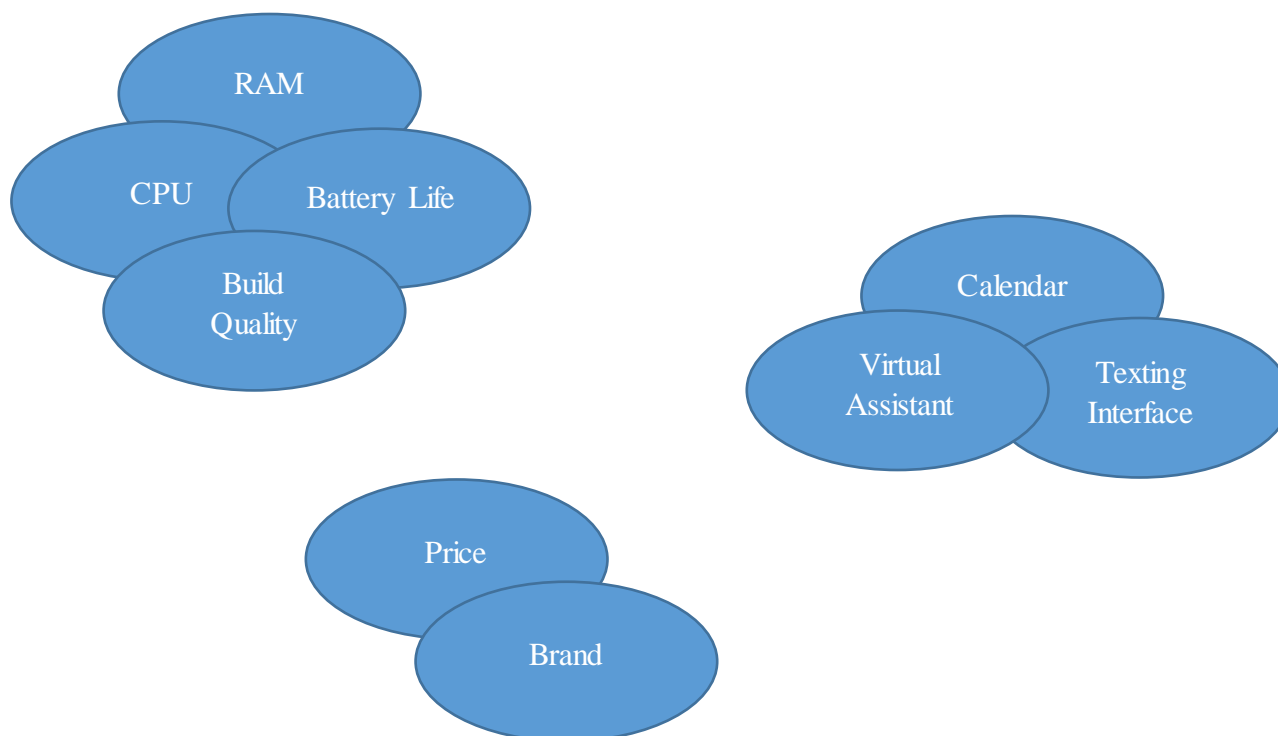 RAM
CPU
Battery Life
Build
Quality
Calendar
Virtual
Assistant
Texting
Interface
Price
Brand